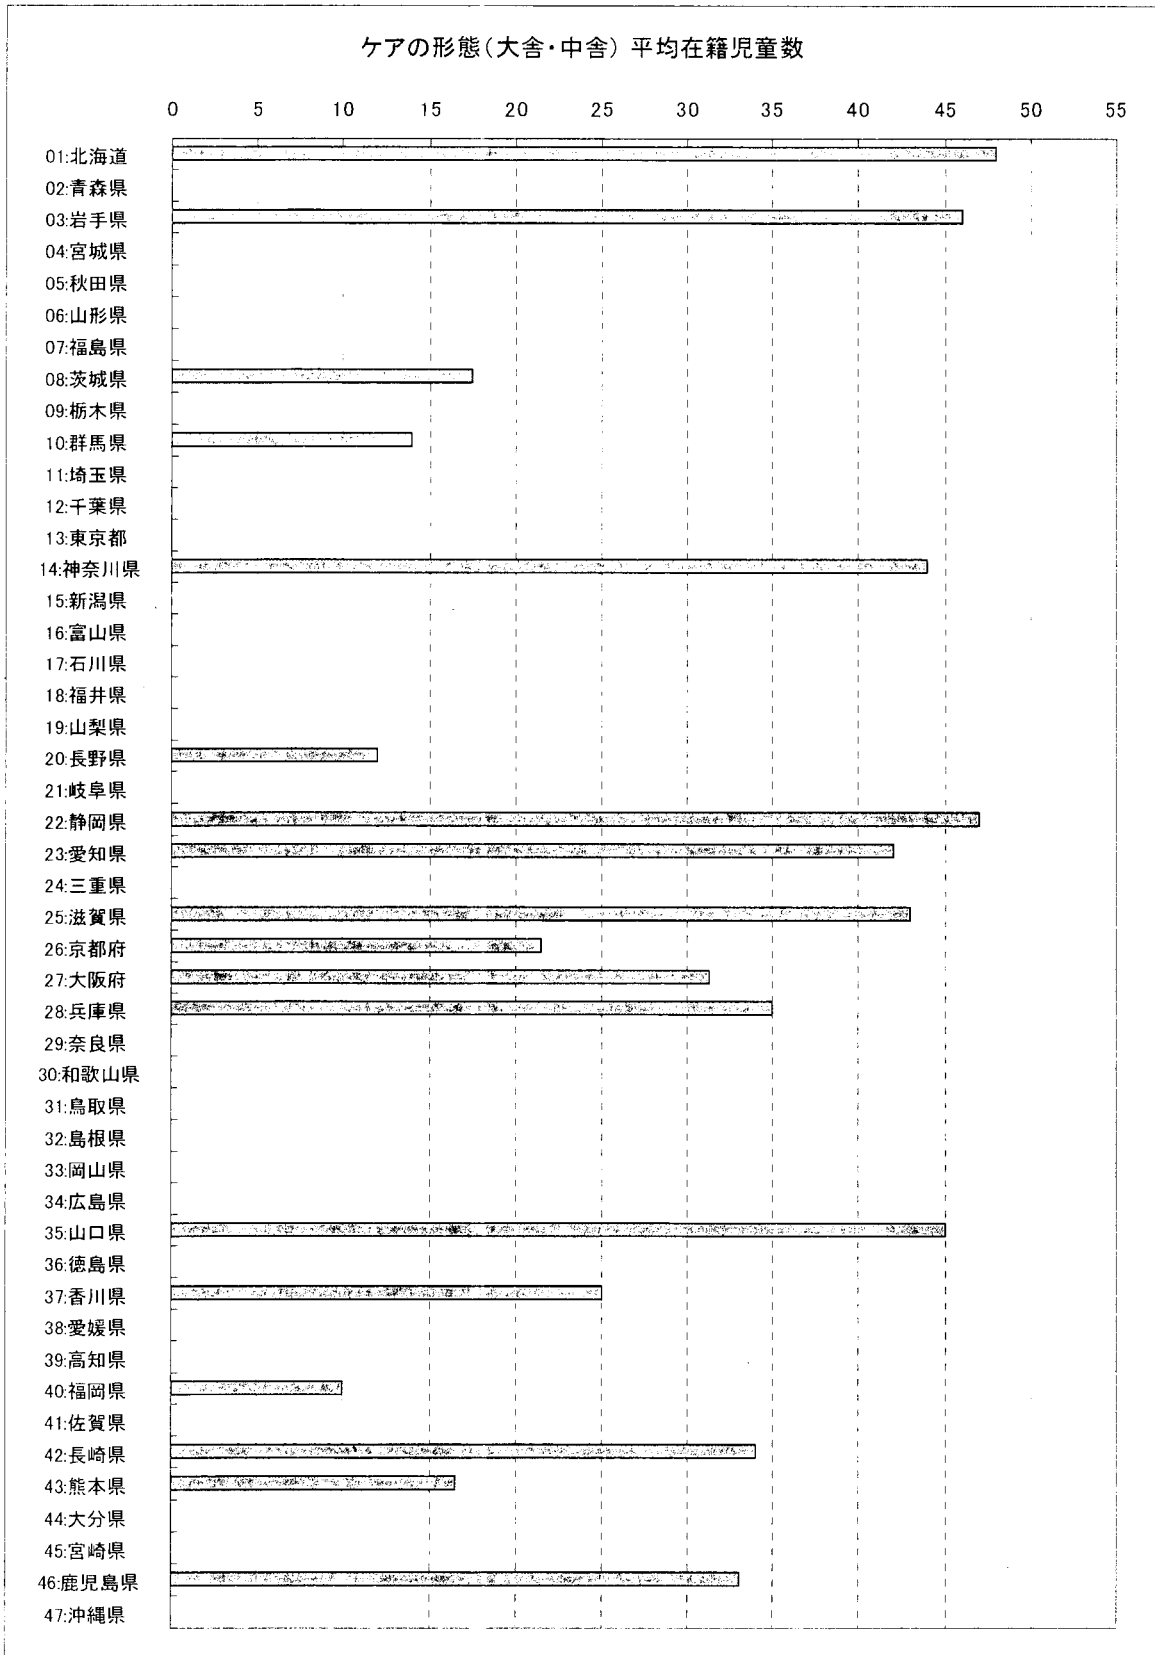 ケアの形態(大舎・中舎) 平均在籍児童数
0 5 10 15 20 25 30 35 40 45 50 55
01:北海道
02:青森県
03:岩手県
04:宮城県
05:秋田県
06:山形県
07:福島県
08:茨城県
09:栃木県
10:群馬県
11:埼玉県
12:千葉県
13:東京都
14:神奈川県
15:新潟県
16:富山県
17:石川県
18:福井県
19:山梨県
20:長野県
21:岐阜県
22:静岡県
23:愛知県
24:三重県
25:滋賀県
26:京都府
27:大阪府
28:兵庫県
29:奈良県
30:和歌山県
31:鳥取県
32:島根県
33:岡山県
34:広島県
35:山口県
36:徳島県
37:香川県
38:愛媛県
39:高知県
40:福岡県
41:佐賀県
42:長崎県
43:熊本県
44:大分県
45:宮崎県
46:鹿児島県
47:沖縄県